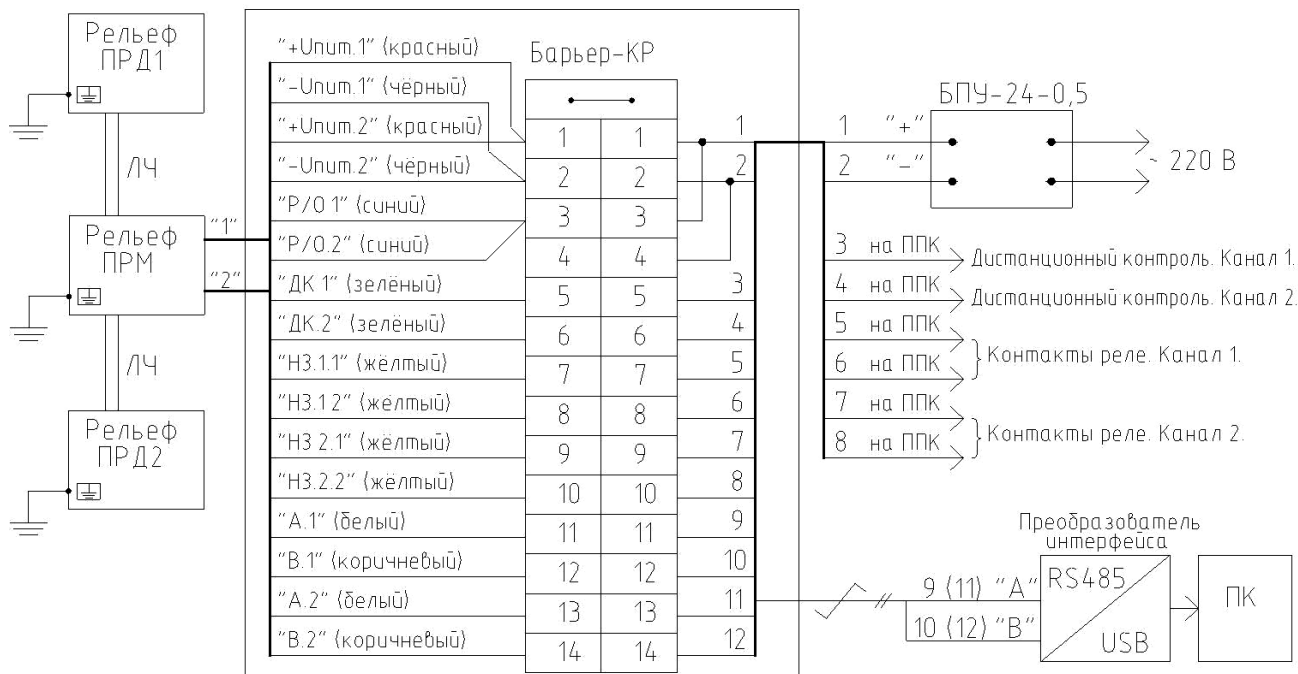 Рельеф
ПРД1
ЛЧ
Рельеф
ПРМ
"1"
"2"
ЛЧ
Рельеф
ПРД2
"+Uпит.1" (красный)
"-Uпит.1" (чёрный)
"+Uпит.2" (красный)
"-Uпит.2" (чёрный)
"Р/О 1" (синий)
"Р/О.2" (синий)
"ДК 1" (зелёный)
"ДК.2" (зелёный)
"НЗ.1.1" (жёлтый)
"НЗ.1 2" (жёлтый)
"НЗ 2.1" (жёлтый)
"НЗ.2.2" (жёлтый)
"А.1" (белый)
"В.1" (коричневый)
"А.2" (белый)
"В.2" (коричневый)
Барьер-КР
1 1
2 2
3 3
4 4
5 5
6 6
7 7
8 8
9 9
10 10
11 11
12 12
13 13
14 14
1
2
3
4
5
6
7
8
9
10
11
12
БПУ-24-0,5
1 "+"
2 "-"
~ 220 В
3 на ППК Дистанционный контроль. Канал 1.
4 на ППК Дистанционный контроль. Канал 2.
5 на ППК
6 на ППК
Контакты реле. Канал 1.
7 на ППК
8 на ППК
Контакты реле. Канал 2.
Преобразователь
интерфейса
9 (11) "А"
10 (12) "В"
RS485
USB
ПК